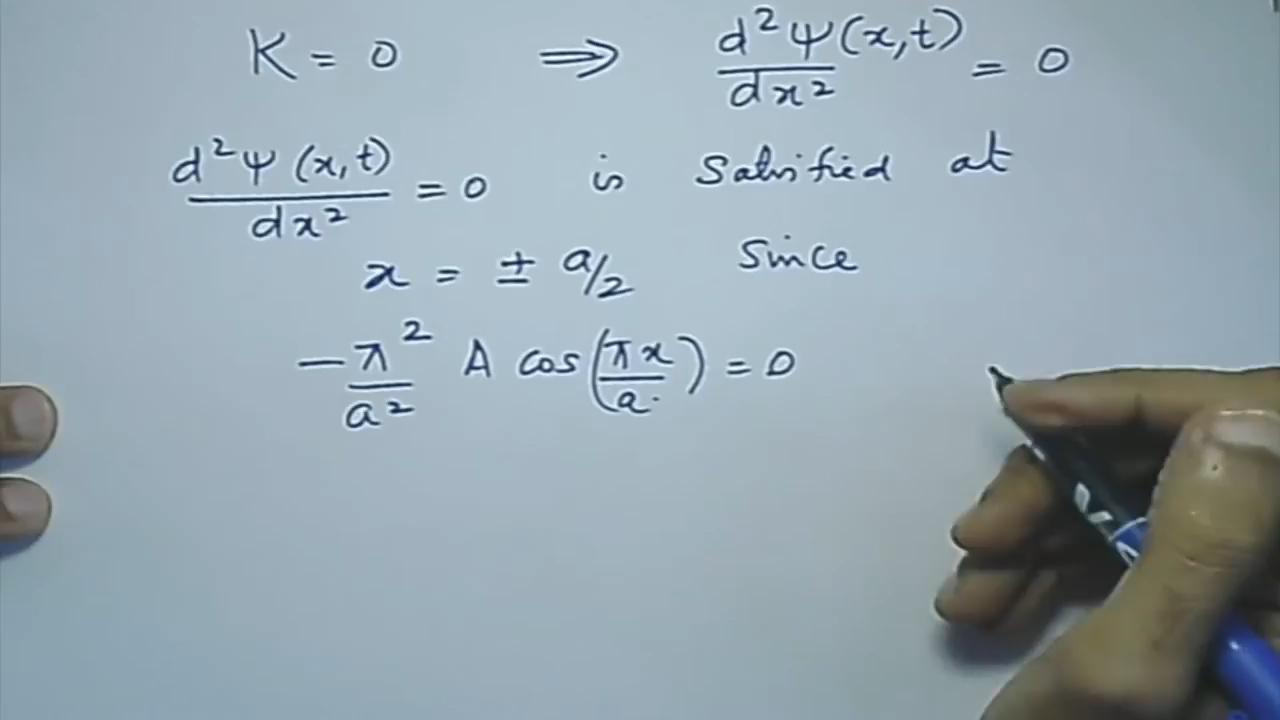 K = 0 ⟹ d²Ψ(x,t)/dx² = 0
d²Ψ(x,t)/dx² = 0 is satisfied at
x = ± a/2 since
-π²/a² A cos(πx/a) = 0